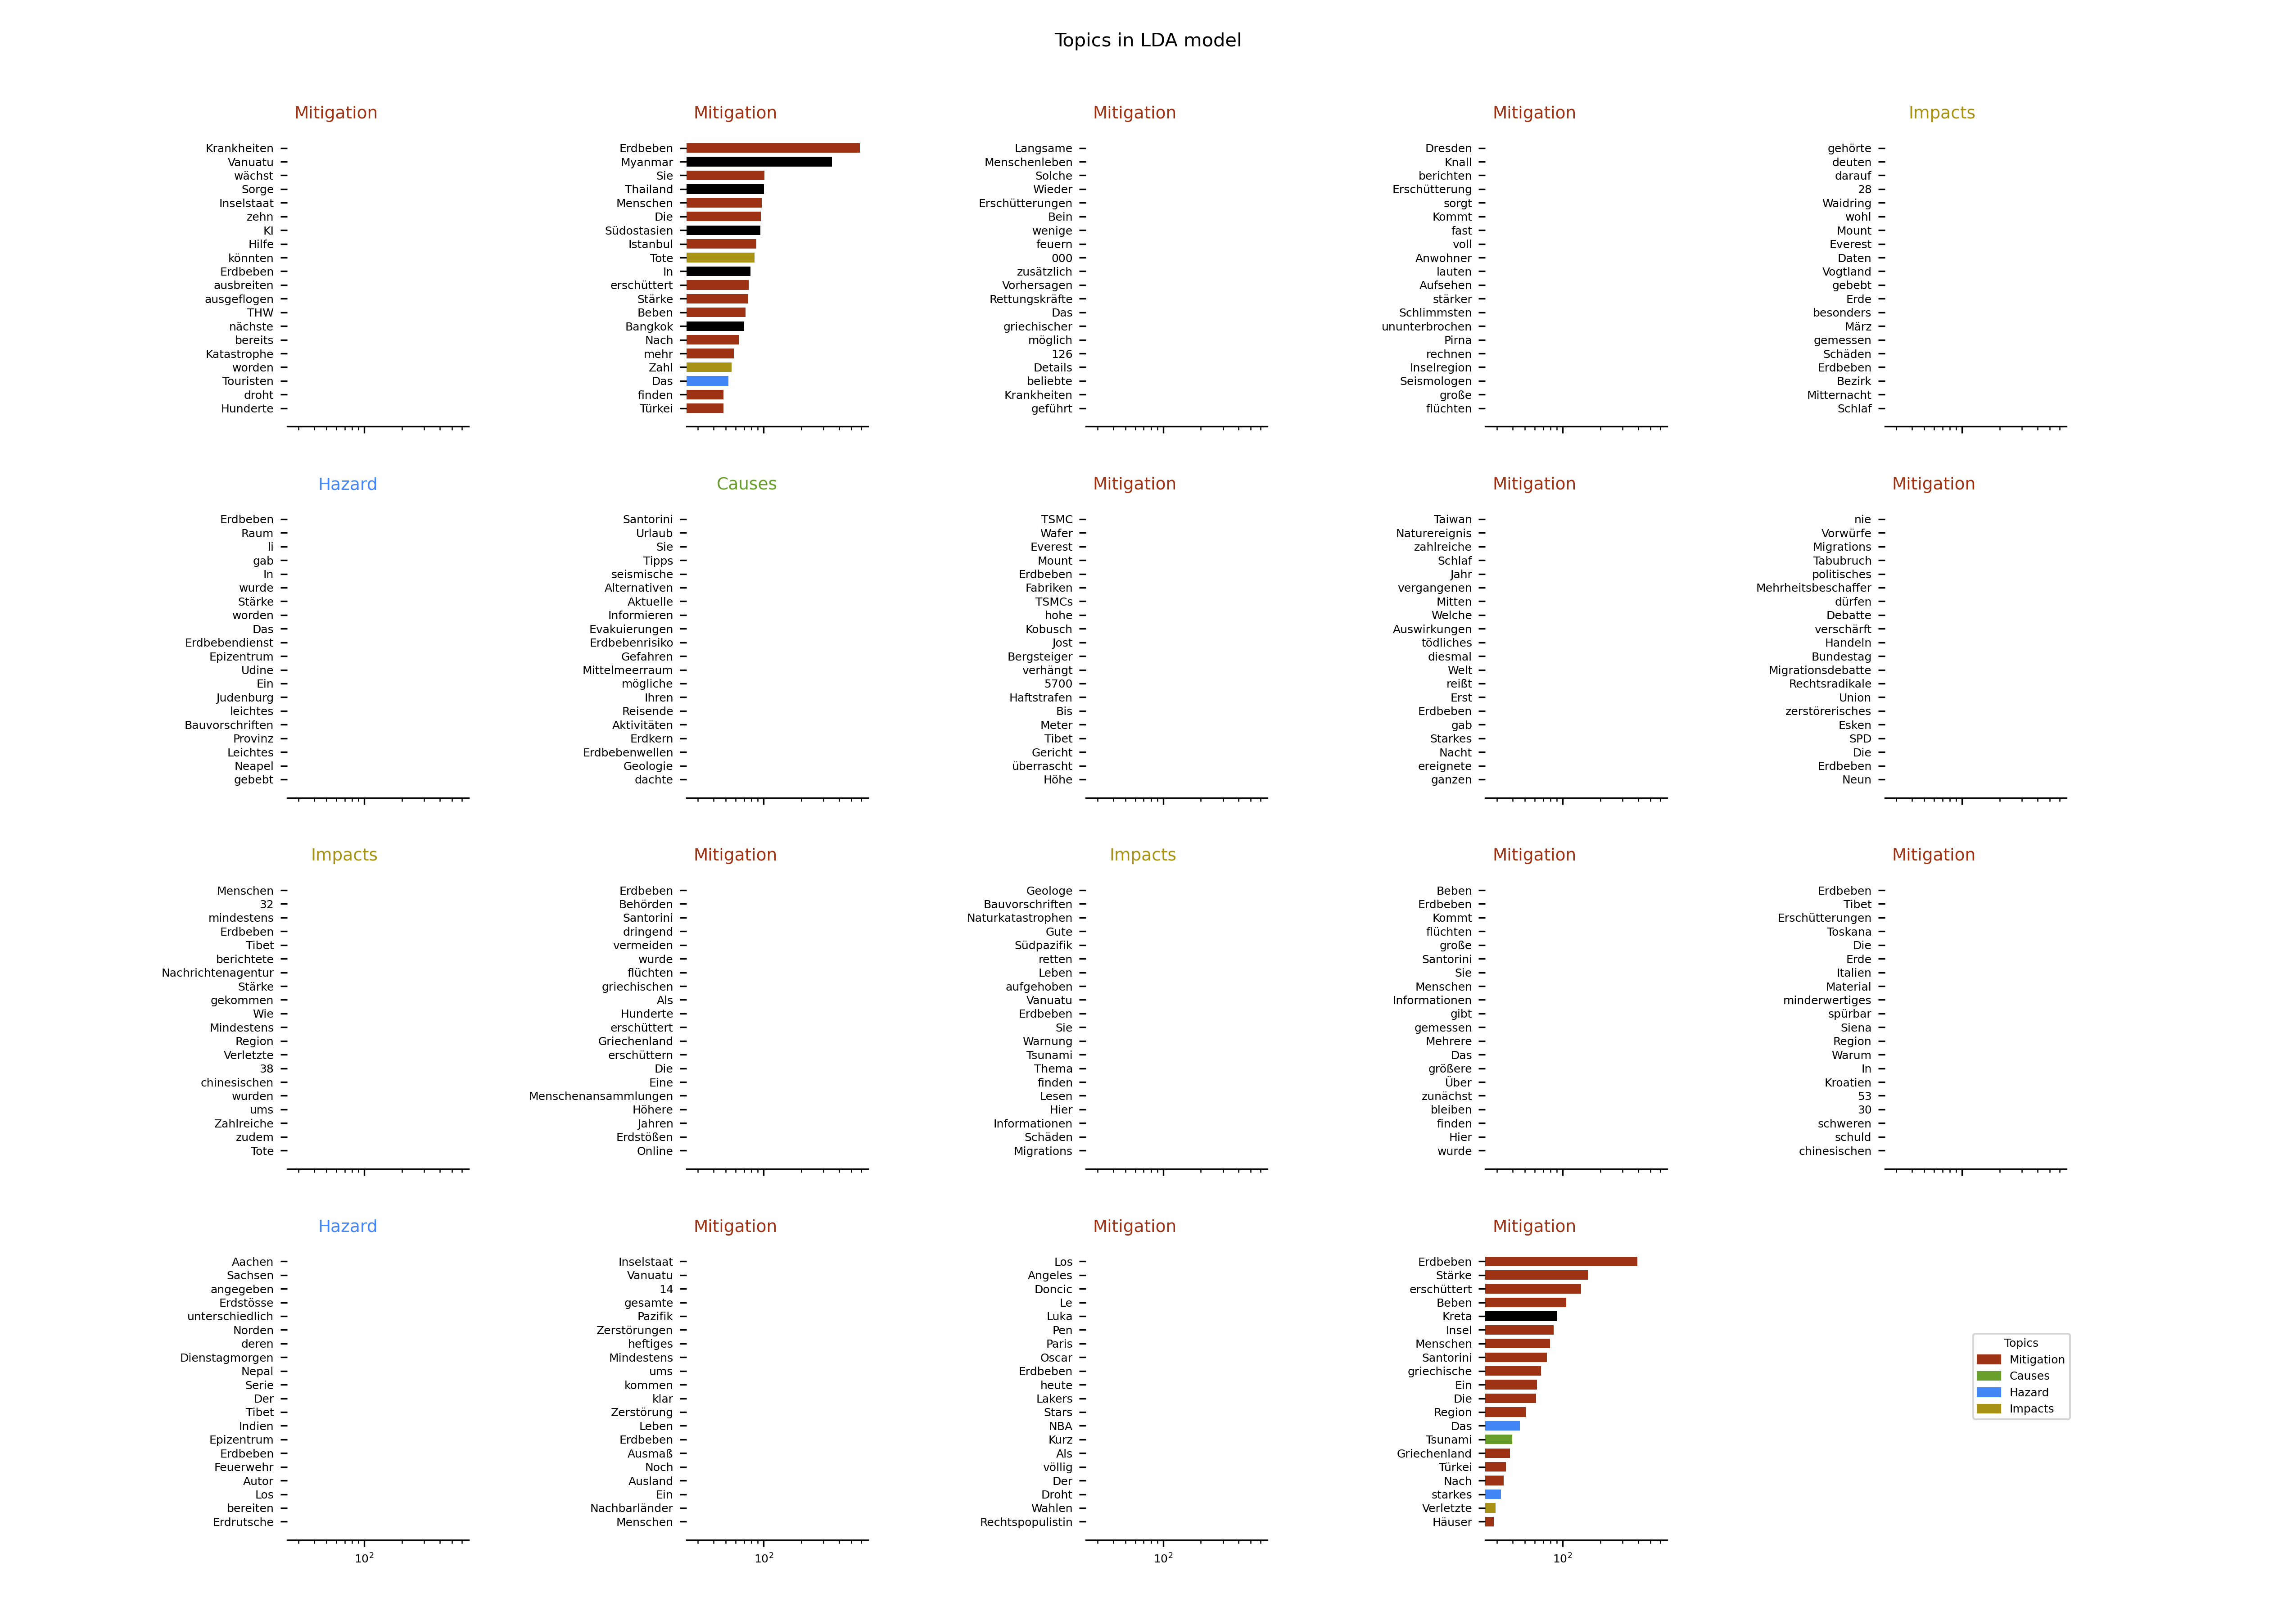 Topics in LDA model
Mitigation
Krankheiten
Vanuatu
wächst
Sorge
Inselstaat
zehn
KI
Hilfe
könnten
Erdbeben
ausbreiten
ausgeflogen
THW
nächste
bereits
Katastrophe
worden
Touristen
droht
Hunderte
Mitigation
Erdbeben
Myanmar
Sie
Thailand
Menschen
Die
Südostasien
Istanbul
Tote
In
erschüttert
Stärke
Beben
Bangkok
Nach
mehr
Zahl
Das
finden
Türkei
Mitigation
Langsame
Menschenleben
Solche
Wieder
Erschütterungen
Bein
wenige
feuern
000
zusätzlich
Vorhersagen
Rettungskräfte
Das
griechischer
möglich
126
Details
beliebte
Krankheiten
geführt
Mitigation
Dresden
Knall
berichten
Erschütterung
sorgt
Kommt
fast
voll
Anwohner
lauten
Aufsehen
stärker
Schlimmsten
ununterbrochen
Pirna
rechnen
Inselregion
Seismologen
große
flüchten
Impacts
gehörte
deuten
darauf
28
Waidring
wohl
Mount
Everest
Daten
Vogtland
gebebt
Erde
besonders
März
gemessen
Schäden
Erdbeben
Bezirk
Mitternacht
Schlaf
Hazard
Erdbeben
Raum
li
gab
In
wurde
Stärke
worden
Das
Erdbebendienst
Epizentrum
Udine
Ein
Judenburg
leichtes
Bauvorschriften
Provinz
Leichtes
Neapel
gebebt
Causes
Santorini
Urlaub
Sie
Tipps
seismische
Alternativen
Aktuelle
Informieren
Evakuierungen
Erdbebenrisiko
Gefahren
Mittelmeerraum
mögliche
Ihren
Reisende
Aktivitäten
Erdkern
Erdbebenwellen
Geologie
dachte
Mitigation
TSMC
Wafer
Everest
Mount
Erdbeben
Fabriken
TSMCs
hohe
Kobusch
Jost
Bergsteiger
verhängt
5700
Haftstrafen
Bis
Meter
Tibet
Gericht
überrascht
Höhe
Mitigation
Taiwan
Naturereignis
zahlreiche
Schlaf
Jahr
vergangenen
Mitten
Welche
Auswirkungen
tödliches
diesmal
Welt
reißt
Erst
Erdbeben
gab
Starkes
Nacht
ereignete
ganzen
Mitigation
nie
Vorwürfe
Migrations
Tabubruch
politisches
Mehrheitsbeschaffer
dürfen
Debatte
verschärft
Handeln
Bundestag
Migrationsdebatte
Rechtsradikale
Union
zerstörerisches
Esken
SPD
Die
Erdbeben
Neun
Impacts
Menschen
32
mindestens
Erdbeben
Tibet
berichtete
Nachrichtenagentur
Stärke
gekommen
Wie
Mindestens
Region
Verletzte
38
chinesischen
wurden
ums
Zahlreiche
zudem
Tote
Mitigation
Erdbeben
Behörden
Santorini
dringend
vermeiden
wurde
flüchten
griechischen
Als
Hunderte
erschüttert
Griechenland
erschüttern
Die
Eine
Menschenansammlungen
Höhere
Jahren
Erdstößen
Online
Impacts
Geologe
Bauvorschriften
Naturkatastrophen
Gute
Südpazifik
retten
Leben
aufgehoben
Vanuatu
Erdbeben
Sie
Warnung
Tsunami
Thema
finden
Lesen
Hier
Informationen
Schäden
Migrations
Mitigation
Beben
Erdbeben
Kommt
flüchten
große
Santorini
Sie
Menschen
Informationen
gibt
gemessen
Mehrere
Das
größere
Über
zunächst
bleiben
finden
Hier
wurde
Mitigation
Erdbeben
Tibet
Erschütterungen
Toskana
Die
Erde
Italien
Material
minderwertiges
spürbar
Siena
Region
Warum
In
Kroatien
53
30
schweren
schuld
chinesischen
Hazard
Aachen
Sachsen
angegeben
Erdstösse
unterschiedlich
Norden
deren
Dienstagmorgen
Nepal
Serie
Der
Tibet
Indien
Epizentrum
Erdbeben
Feuerwehr
Autor
Los
bereiten
Erdrutsche
10²
Mitigation
Inselstaat
Vanuatu
14
gesamte
Pazifik
Zerstörungen
heftiges
Mindestens
ums
kommen
klar
Zerstörung
Leben
Erdbeben
Ausmaß
Noch
Ausland
Ein
Nachbarländer
Menschen
10²
Mitigation
Los
Angeles
Doncic
Le
Luka
Pen
Paris
Oscar
Erdbeben
heute
Lakers
Stars
NBA
Kurz
Als
völlig
Der
Droht
Wahlen
Rechtspopulistin
10²
Mitigation
Erdbeben
Stärke
erschüttert
Beben
Kreta
Insel
Menschen
Santorini
griechische
Ein
Die
Region
Das
Tsunami
Griechenland
Türkei
Nach
starkes
Verletzte
Häuser
10²
Topics
Mitigation
Causes
Hazard
Impacts